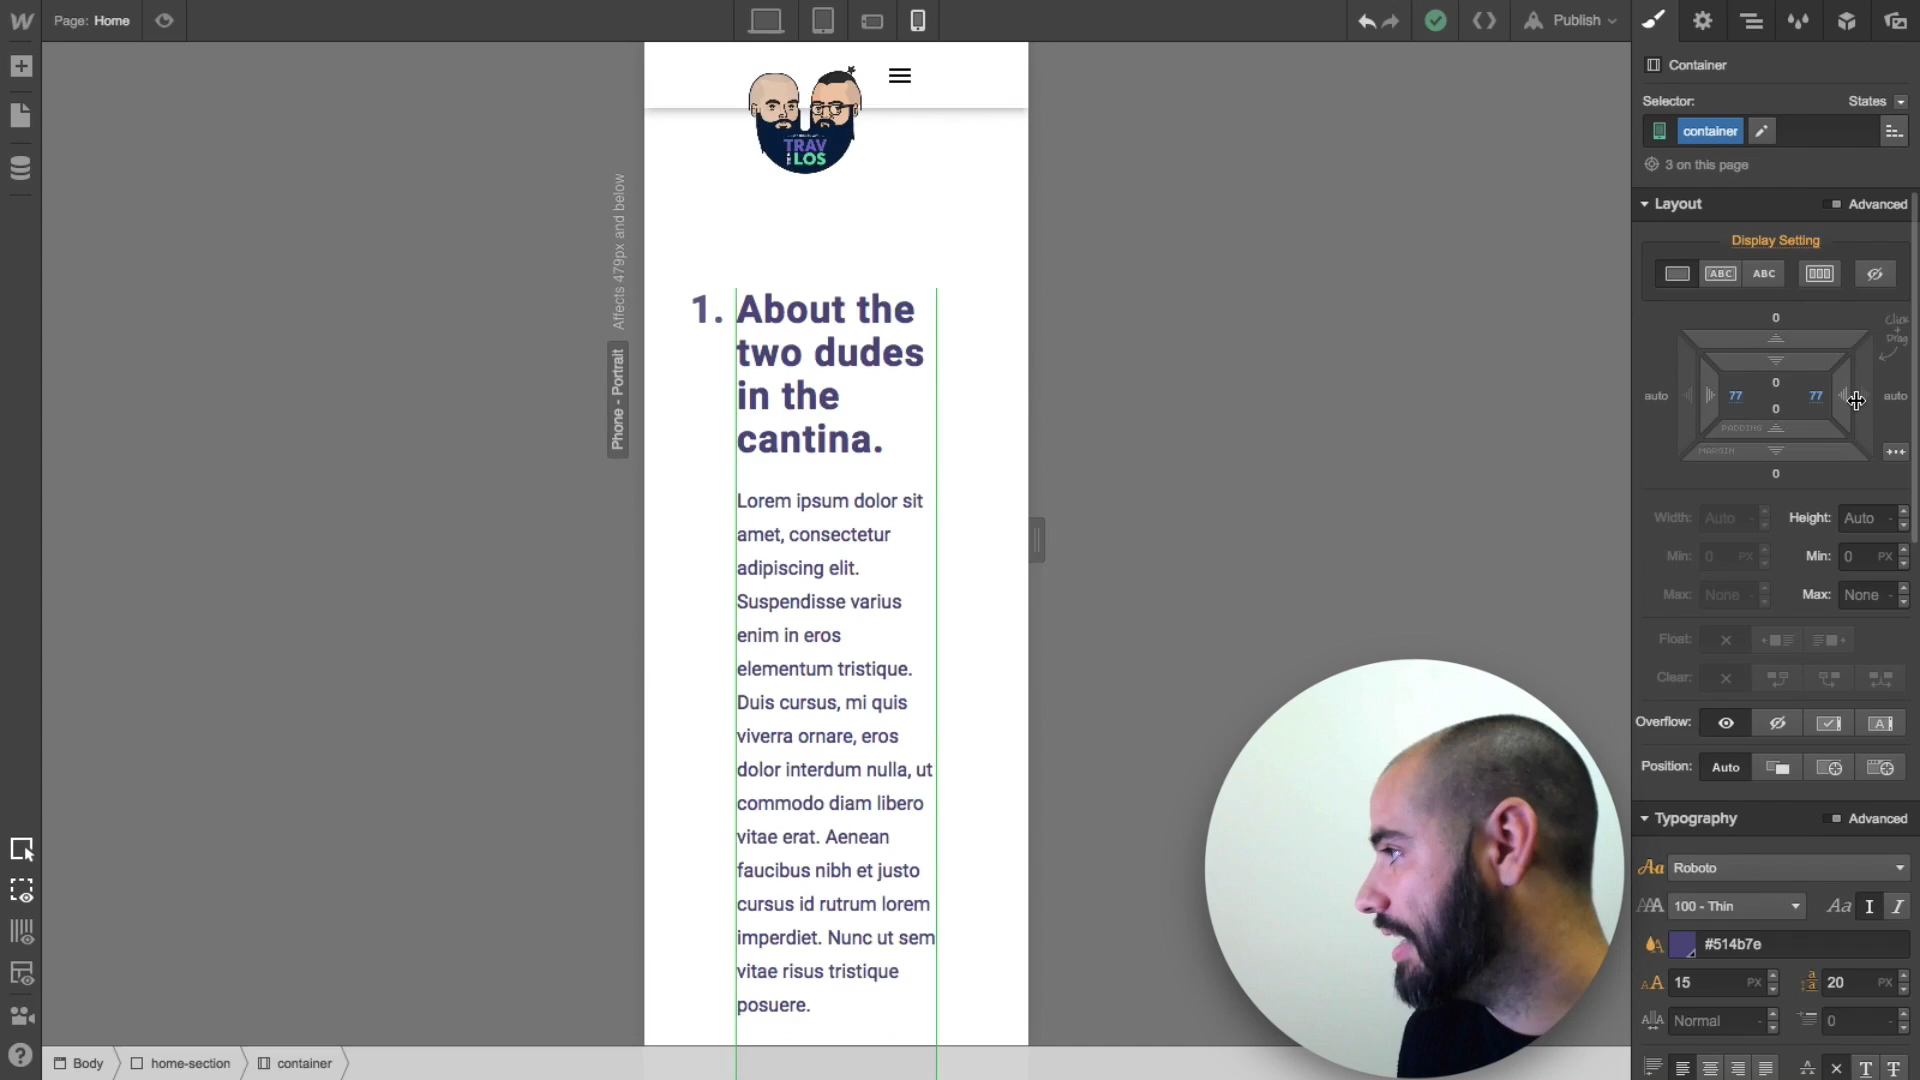 Page: Home
Publish
Container
Selector:
States
container
3 on this page
Layout
Advanced
Display Setting
ABC
ABC
0
Click
+
Drag
auto
77
0
77
auto
0
PADDING
MARGIN
0
Width: Auto -
Height: Auto -
Min: 0 PX
Min: 0 PX
Max: None -
Max: None -
Float:
Clear:
Overflow:
Position: Auto
Typography
Advanced
Roboto
100 - Thin
#514b7e
15 PX
20 PX
Normal -
0 -
Affects 479px and below
Phone - Portrait
TRAV
LOS
1. About the
two dudes
in the
cantina.
Lorem ipsum dolor sit
amet, consectetur
adipiscing elit.
Suspendisse varius
enim in eros
elementum tristique.
Duis cursus, mi quis
viverra ornare, eros
dolor interdum nulla, ut
commodo diam libero
vitae erat. Aenean
faucibus nibh et justo
cursus id rutrum lorem
imperdiet. Nunc ut sem
vitae risus tristique
posuere.
Body
home-section
container